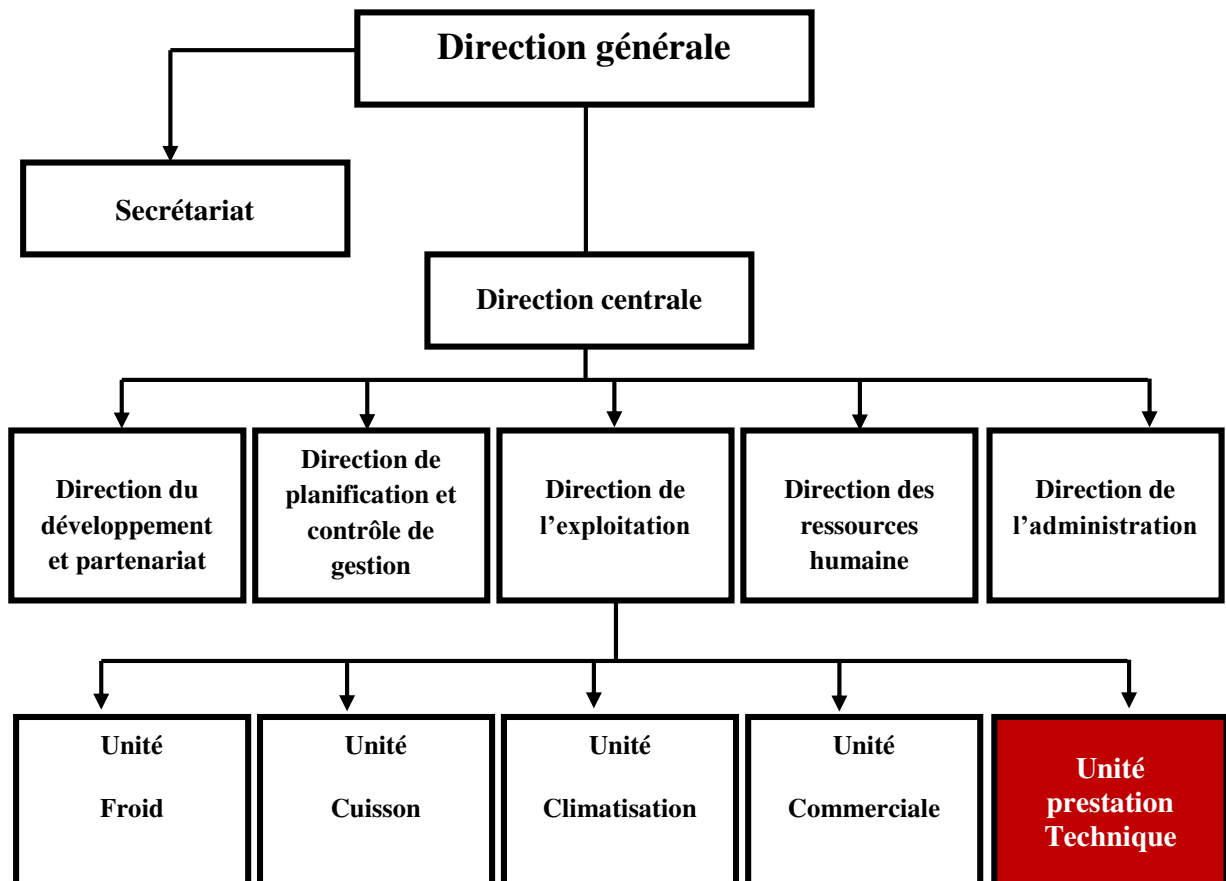 Direction générale
Secrétariat
Direction centrale
Direction du
développement
et partenariat
Direction de
planification et
contrôle de
gestion
Direction de
l’exploitation
Direction des
ressources
humaine
Direction de
l’administration
Unité
Froid
Unité
Cuisson
Unité
Climatisation
Unité
Commerciale
Unité
prestation
Technique